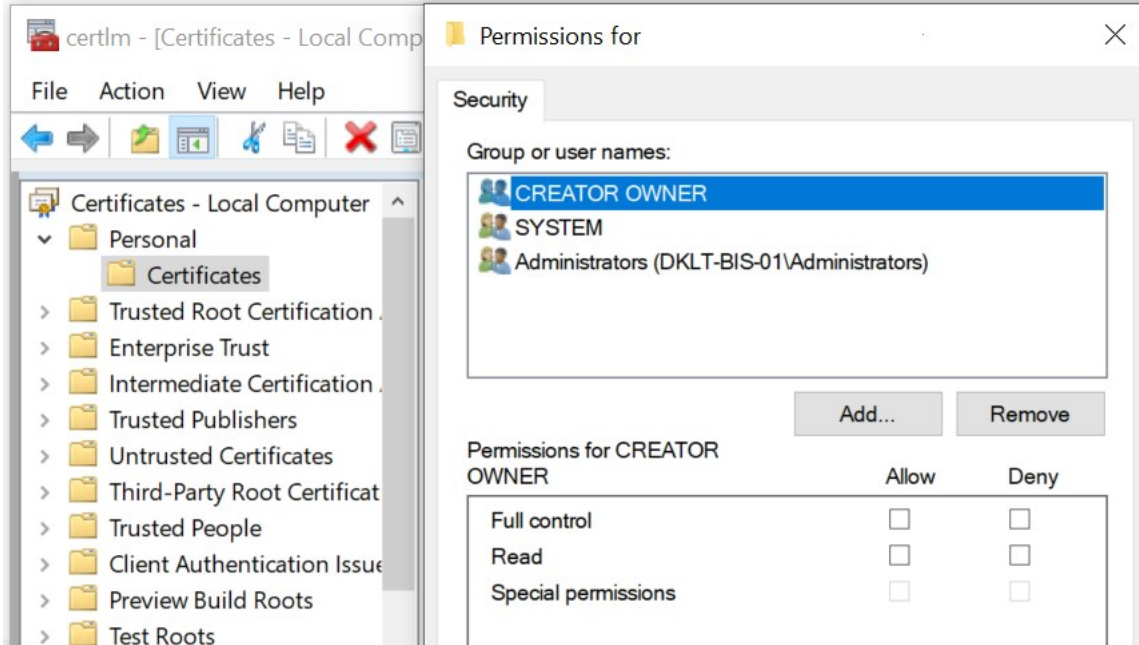 certlm - [Certificates - Local Comp
File Action View Help
Certificates - Local Computer
Personal
Certificates
Trusted Root Certification
Enterprise Trust
Intermediate Certification
Trusted Publishers
Untrusted Certificates
Third-Party Root Certificat
Trusted People
Client Authentication Issue
Preview Build Roots
Test Roots
Permissions for
Security
Group or user names:
CREATOR OWNER
SYSTEM
Administrators (DKLT-BIS-01\Administrators)
Add... Remove
Permissions for CREATOR
OWNER Allow Deny
Full control
Read
Special permissions